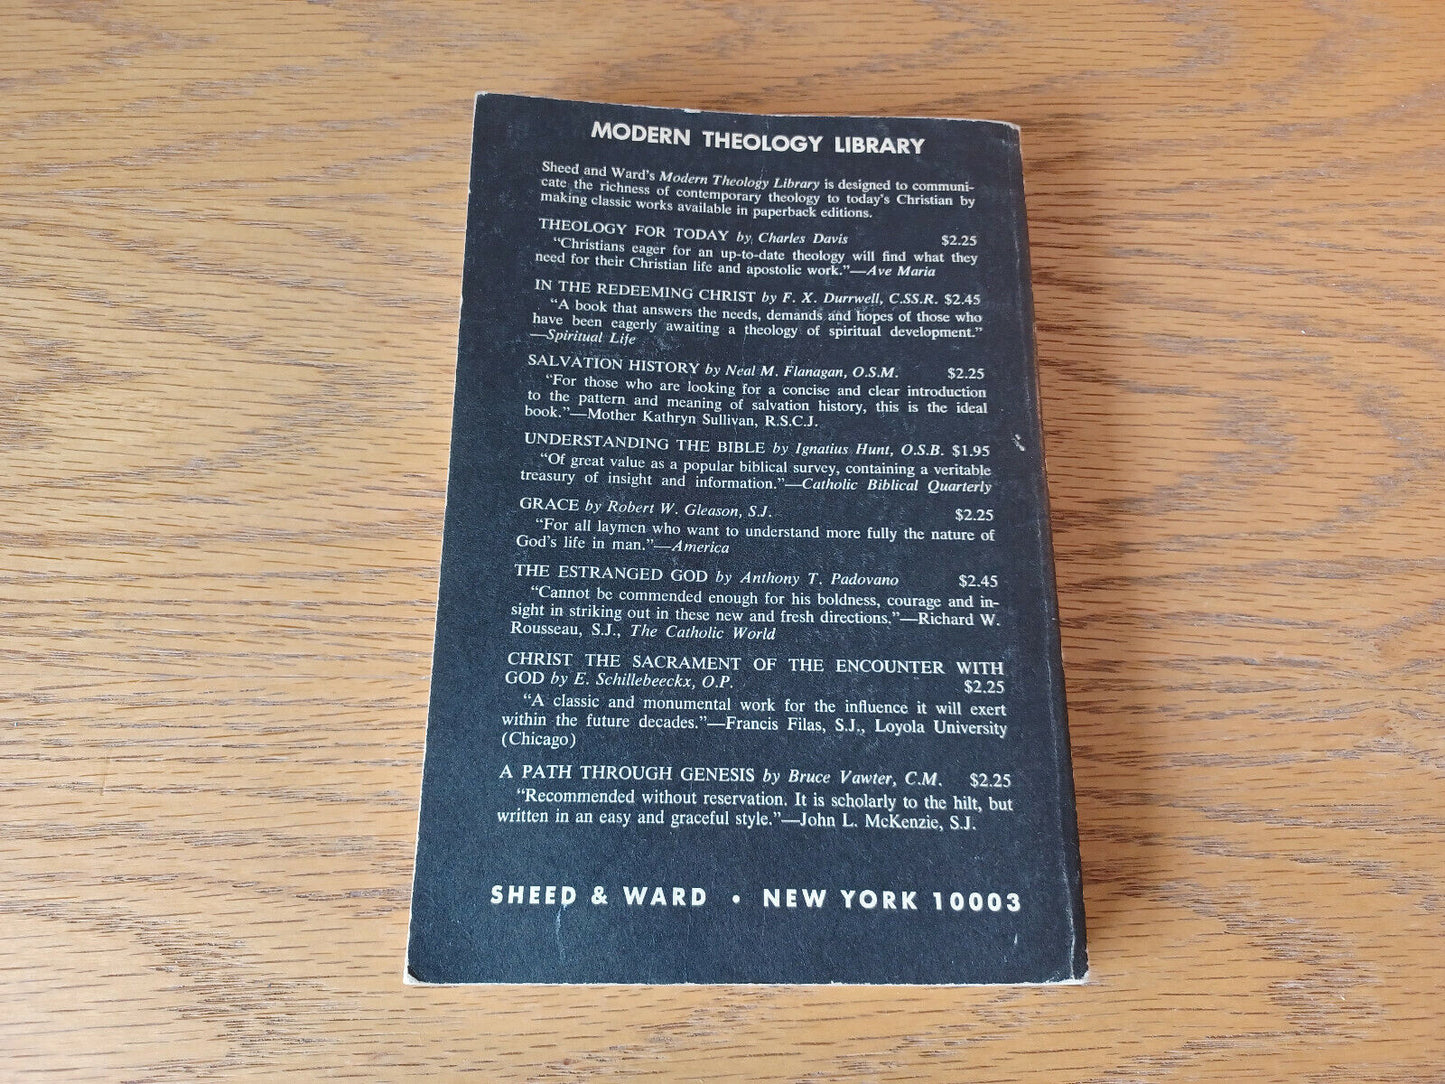 MODERN THEOLOGY LIBRARY
Sheed and Ward's Modern Theology Library is designed to communi-
cate the richness of contemporary theology to today's Christian by
making classic works available in paperback editions.
THEOLOGY FOR TODAY by Charles Davis $2.25
"Christians eager for an up-to-date theology will find what they
need for their Christian life and apostolic work."—Ave Maria
IN THE REDEEMING CHRIST by F. X. Durrwell, C.SS.R. $2.45
"A book that answers the needs, demands and hopes of those who
have been eagerly awaiting a theology of spiritual development."
—Spiritual Life
SALVATION HISTORY by Neal M. Flanagan, O.S.M. $2.25
"For those who are looking for a concise and clear introduction
to the pattern and meaning of salvation history, this is the ideal
book."—Mother Kathryn Sullivan, R.S.C.J.
UNDERSTANDING THE BIBLE by Ignatius Hunt, O.S.B. $1.95
"Of great value as a popular biblical survey, containing a veritable
treasury of insight and information."—Catholic Biblical Quarterly
GRACE by Robert W. Gleason, S.J. $2.25
"For all laymen who want to understand more fully the nature of
God's life in man."—America
THE ESTRANGED GOD by Anthony T. Padovano $2.45
"Cannot be commended enough for his boldness, courage and in-
sight in striking out in these new and fresh directions."—Richard W.
Rousseau, S.J., The Catholic World
CHRIST THE SACRAMENT OF THE ENCOUNTER WITH
GOD by E. Schillebeeckx, O.P. $2.25
"A classic and monumental work for the influence it will exert
within the future decades."—Francis Filas, S.J., Loyola University
(Chicago)
A PATH THROUGH GENESIS by Bruce Vawter, C.M. $2.25
"Recommended without reservation. It is scholarly to the hilt, but
written in an easy and graceful style."—John L. McKenzie, S.J.
SHEED & WARD • NEW YORK 10003